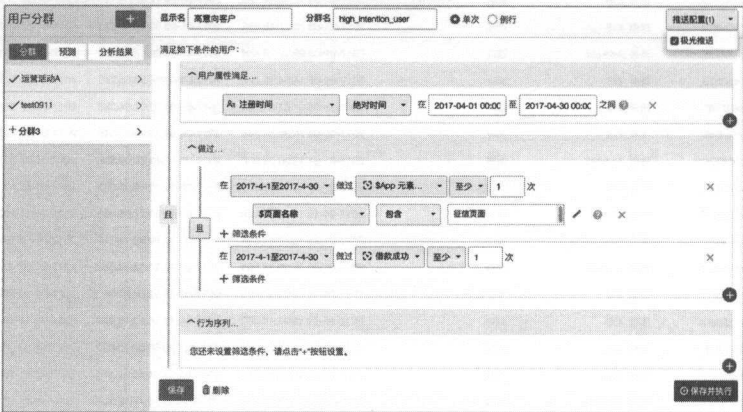 用户分群 +
显示名 高意向客户 分群名 high_intention_user 单次 例行 推送配置(1)
极光推送
分群 预测 分析结果
满足如下条件的用户:
运营活动A
用户属性满足...
test0911
注册时间 绝对时间 在 2017-04-01 00:0C 至 2017-04-30 00:0C 之间
+ 分群3
做过...
在 2017-4-1至2017-4-30 做过 $App 元素... 至少 1 次
且
$页面名称 包含 征信页面
且
+ 筛选条件
在 2017-4-1至2017-4-30 做过 借款成功 至少 1 次
+ 筛选条件
行为序列...
您还未设置筛选条件, 请点击"+"按钮设置。
保存 删除 保存并执行